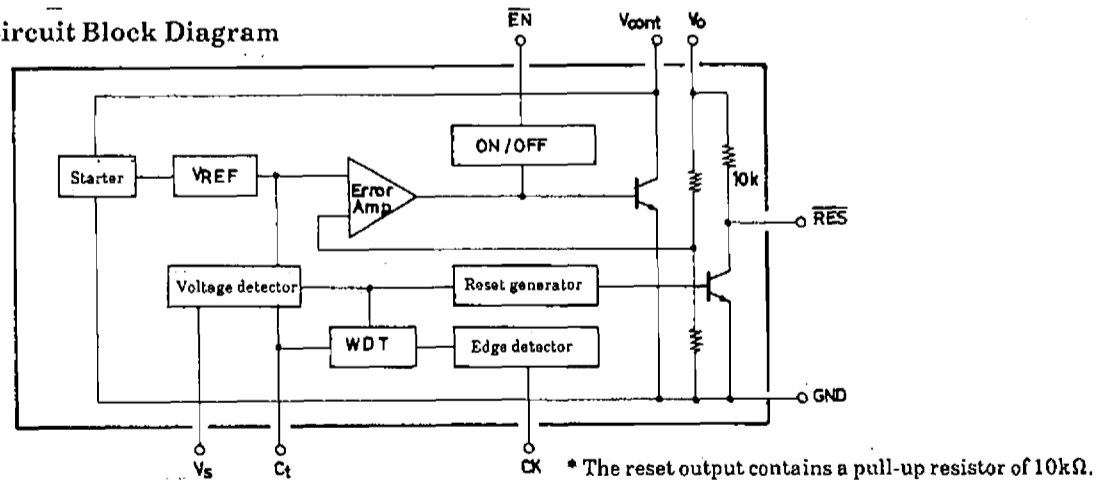 ircuit Block Diagram
EN
Vcont
Vo
ON/OFF
Starter
VREF
Error
Amp
10k
RES
Voltage detector
Reset generator
WDT
Edge detector
GND
Vs
Ct
CK
* The reset output contains a pull-up resistor of 10kΩ.